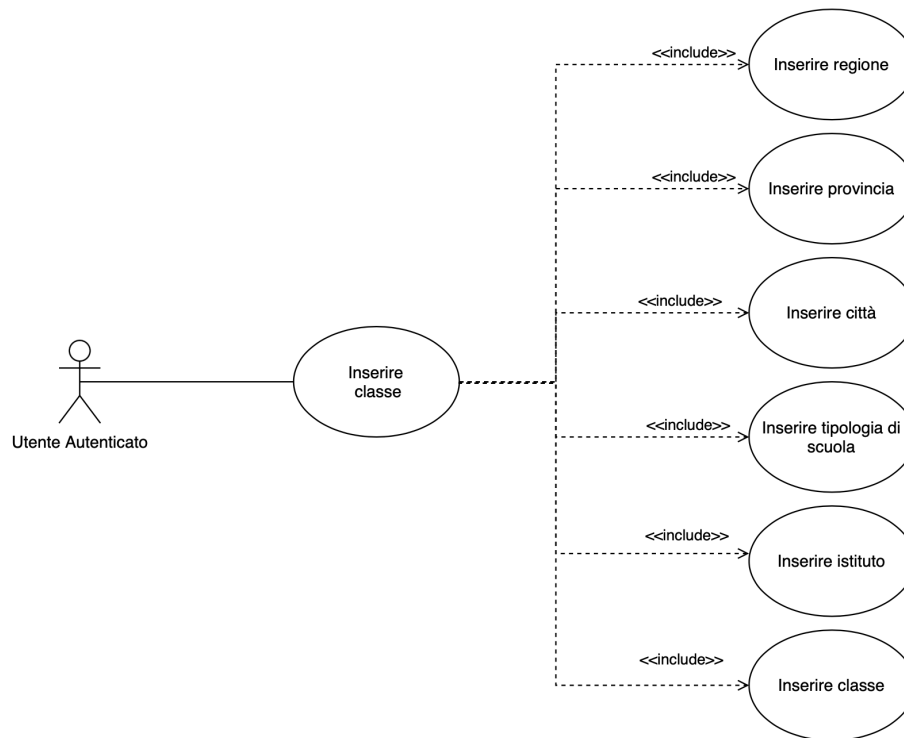 <<include>>
Inserire regione
<<include>>
Inserire provincia
<<include>>
Inserire città
Inserire
classe
Utente Autenticato
<<include>>
Inserire tipologia di
scuola
<<include>>
Inserire istituto
<<include>>
Inserire classe